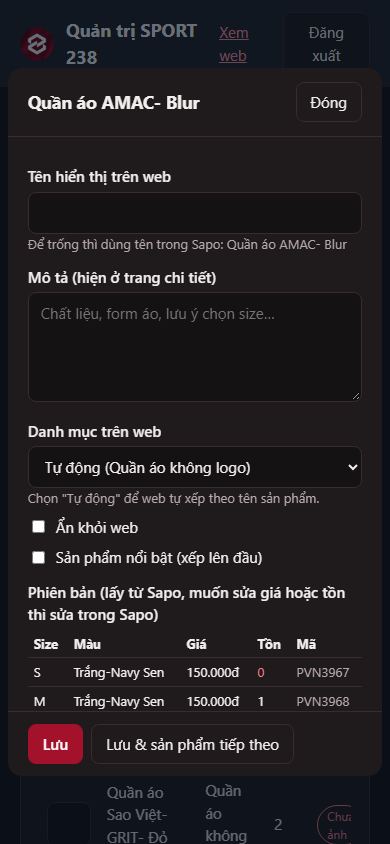 Quản trị SPORT
238
Xem
web
Đăng
xuất
Quần áo AMAC- Blur
Đóng
Tên hiển thị trên web
Để trống thì dùng tên trong Sapo: Quần áo AMAC- Blur
Mô tả (hiện ở trang chi tiết)
Chất liệu, form áo, lưu ý chọn size...
Danh mục trên web
Tự động (Quần áo không logo)
Chọn "Tự động" để web tự xếp theo tên sản phẩm.
Ẩn khỏi web
Sản phẩm nổi bật (xếp lên đầu)
Phiên bản (lấy từ Sapo, muốn sửa giá hoặc tồn
thì sửa trong Sapo)
Size Màu Giá Tồn Mã
S Trắng-Navy Sen 150.000đ 0 PVN3967
M Trắng-Navy Sen 150.000đ 1 PVN3968
Lưu
Lưu & sản phẩm tiếp theo
Quần áo
Sao Việt-
GRIT- Đỏ
Quần
áo
không
2
ảnh